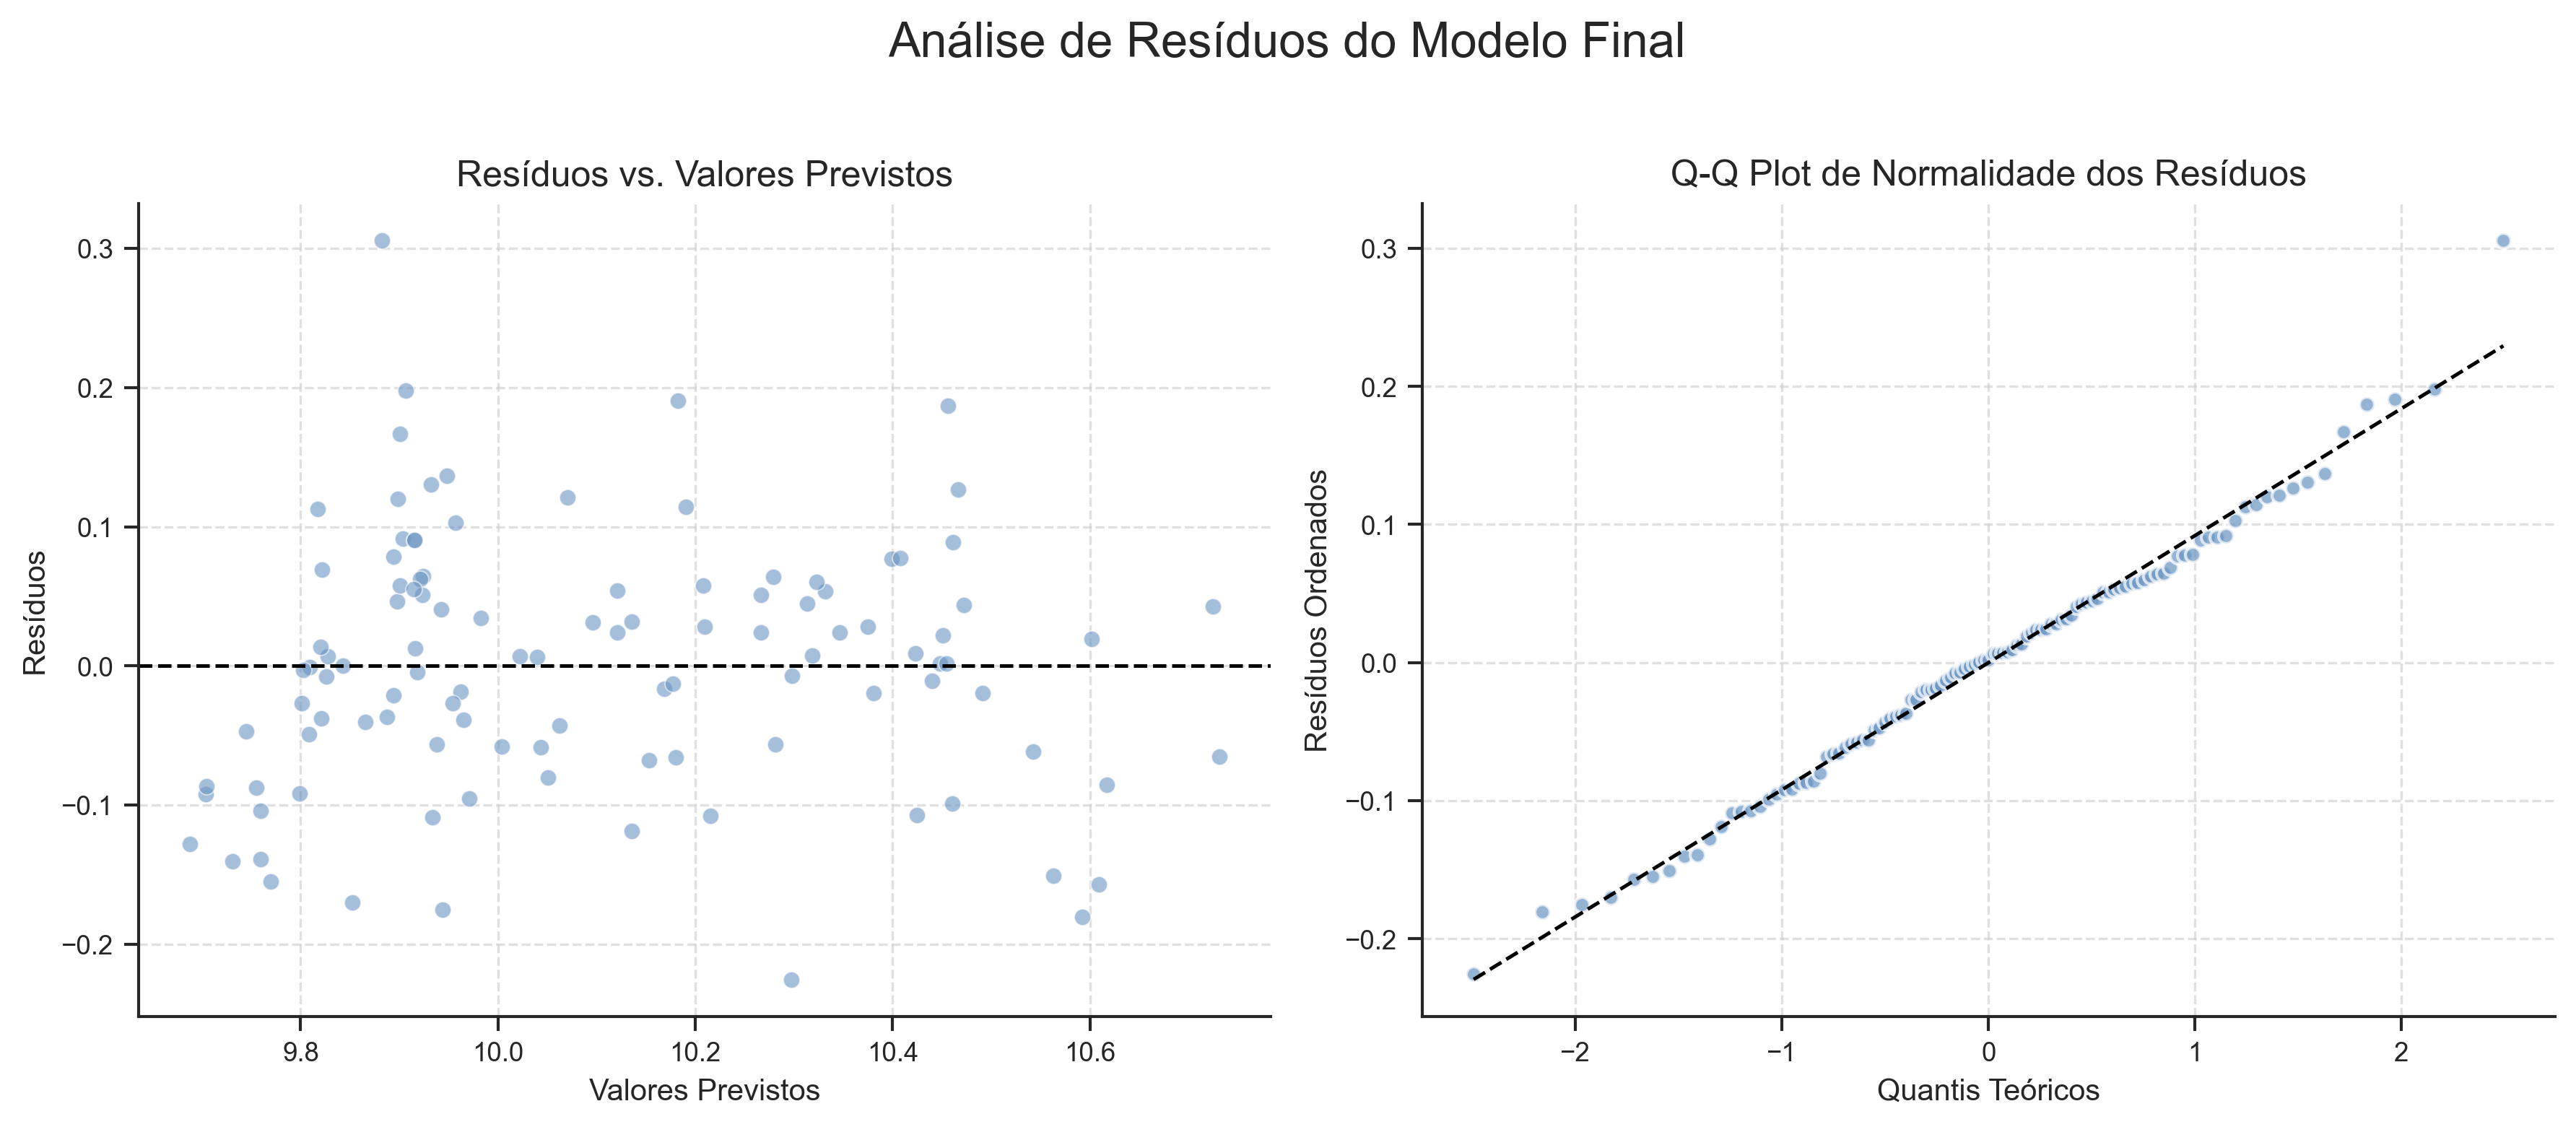 Análise de Resíduos do Modelo Final
Resíduos vs. Valores Previstos
0.3
0.2
0.1
0.0
−0.1
−0.2
Resíduos
9.8 10.0 10.2 10.4 10.6
Valores Previstos
Q-Q Plot de Normalidade dos Resíduos
0.3
0.2
0.1
0.0
−0.1
−0.2
Resíduos Ordenados
−2 −1 0 1 2
Quantis Teóricos